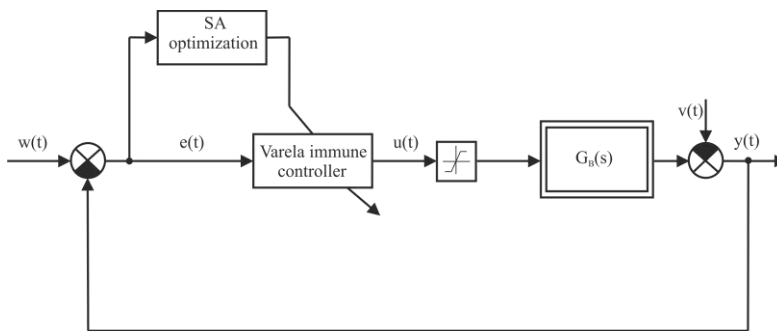 SA
optimization
w(t)
e(t)
Varela immune
controller
u(t)
G_B(s)
v(t)
y(t)